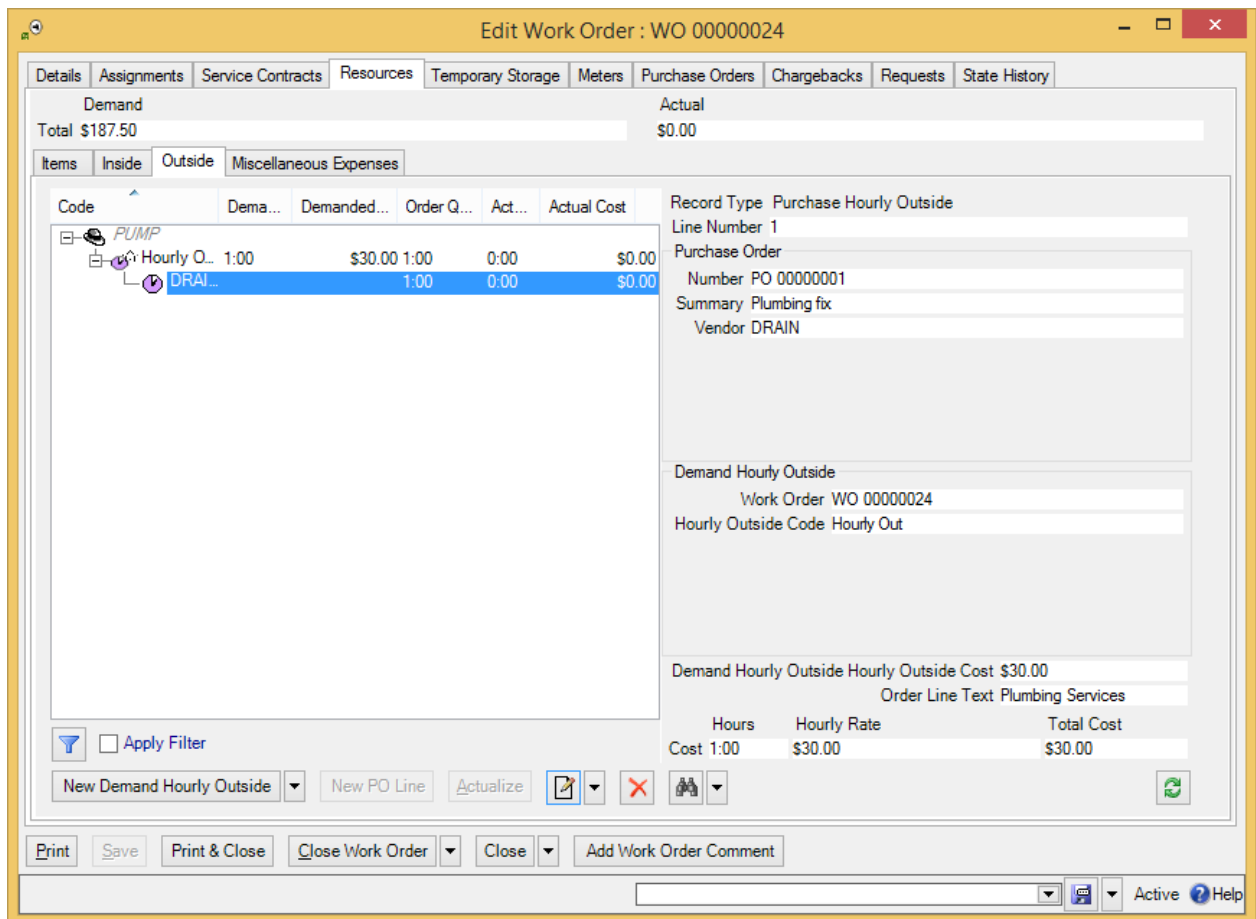 Edit Work Order : WO 00000024
Details Assignments Service Contracts Resources Temporary Storage Meters Purchase Orders Chargebacks Requests State History
Demand Actual
Total $187.50 $0.00
Items Inside Outside Miscellaneous Expenses
Code Dema... Demanded... Order Q... Act... Actual Cost
PUMP
Hourly O... 1:00 $30.00 1:00 0:00 $0.00
DRAI... 1:00 0:00 $0.00
Record Type Purchase Hourly Outside
Line Number 1
Purchase Order
Number PO 00000001
Summary Plumbing fix
Vendor DRAIN
Demand Hourly Outside
Work Order WO 00000024
Hourly Outside Code Hourly Out
Demand Hourly Outside Hourly Outside Cost $30.00
Order Line Text Plumbing Services
Hours Hourly Rate Total Cost
Cost 1:00 $30.00 $30.00
Apply Filter
New Demand Hourly Outside New PO Line Actualize
Print Save Print & Close Close Work Order Close Add Work Order Comment
Active Help